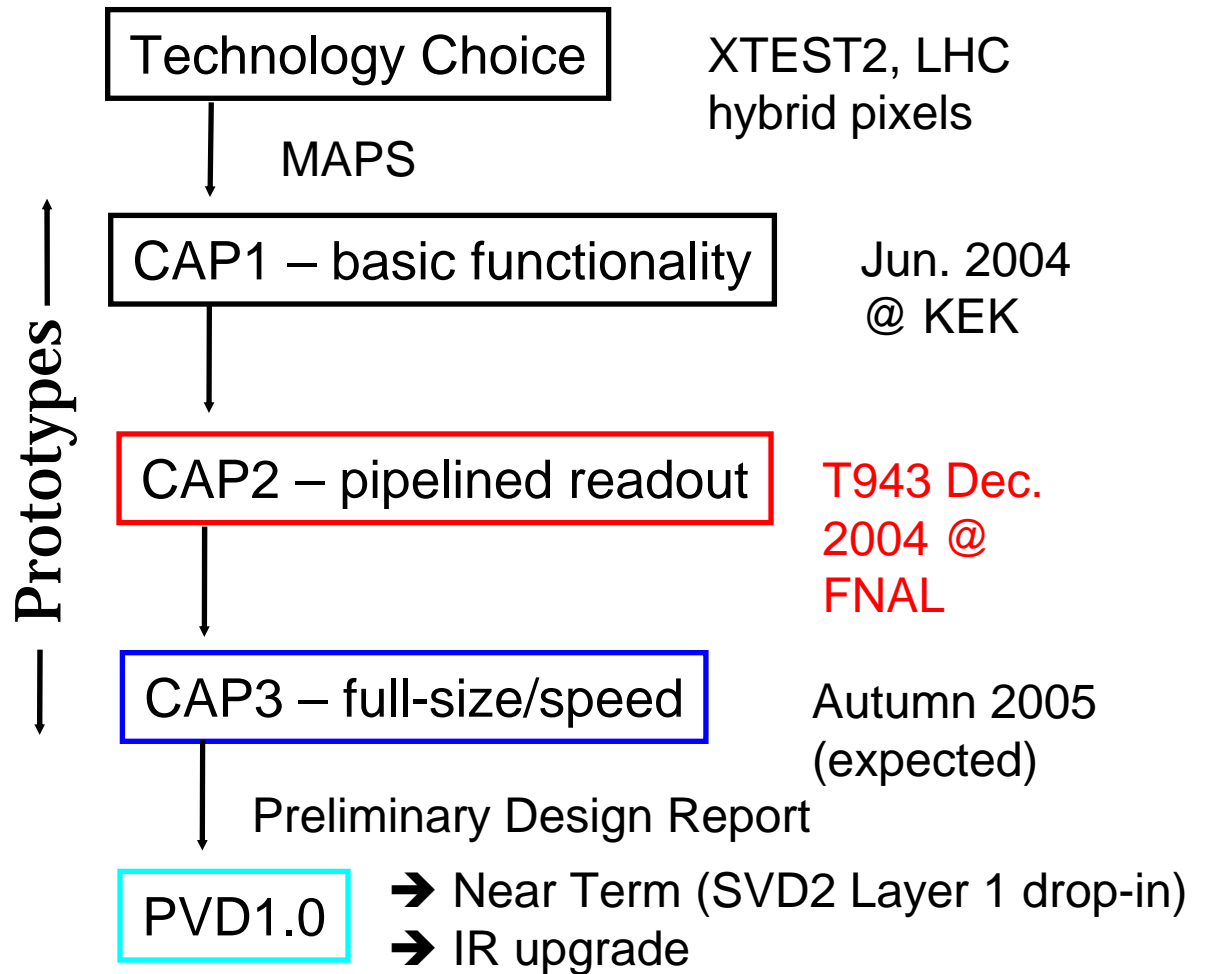 Technology Choice
XTEST2, LHC
hybrid pixels
MAPS
Prototypes
CAP1 – basic functionality
Jun. 2004
@ KEK
CAP2 – pipelined readout
T943 Dec.
2004 @
FNAL
CAP3 – full-size/speed
Autumn 2005
(expected)
Preliminary Design Report
PVD1.0
➔ Near Term (SVD2 Layer 1 drop-in)
➔ IR upgrade